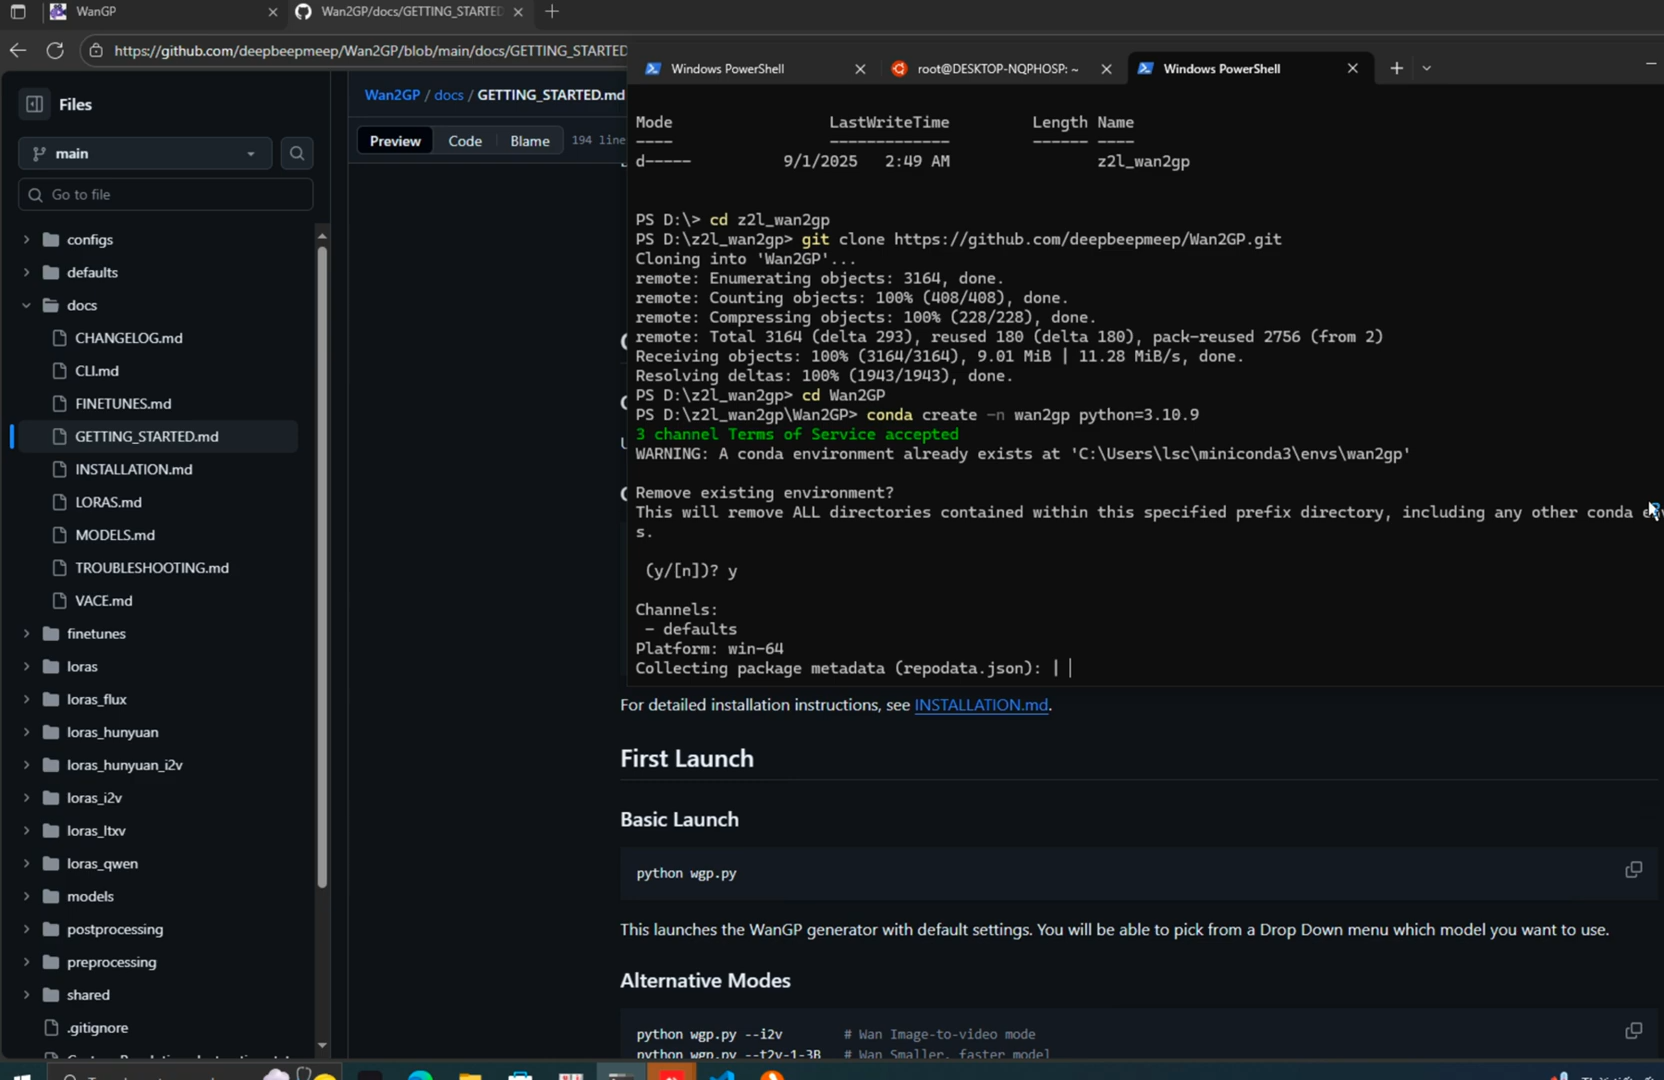 WanGP
Wan2GP/docs/GETTING_STARTED
https://github.com/deepbeepmeep/Wan2GP/blob/main/docs/GETTING_STARTED
Windows PowerShell
root@DESKTOP-NQPHOSP: ~
Windows PowerShell
Files
main
Go to file
configs
defaults
docs
CHANGELOG.md
CLI.md
FINETUNES.md
GETTING_STARTED.md
INSTALLATION.md
LORAS.md
MODELS.md
TROUBLESHOOTING.md
VACE.md
finetunes
loras
loras_flux
loras_hunyuan
loras_hunyuan_i2v
loras_i2v
loras_ltxv
loras_qwen
models
postprocessing
preprocessing
shared
.gitignore
Wan2GP / docs / GETTING_STARTED.md
Preview Code Blame 194 line
Mode LastWriteTime Length Name
---- ------------- ------ ----
d----- 9/1/2025 2:49 AM z2l_wan2gp
PS D:\> cd z2l_wan2gp
PS D:\z2l_wan2gp> git clone https://github.com/deepbeepmeep/Wan2GP.git
Cloning into 'Wan2GP'...
remote: Enumerating objects: 3164, done.
remote: Counting objects: 100% (408/408), done.
remote: Compressing objects: 100% (228/228), done.
remote: Total 3164 (delta 293), reused 180 (delta 180), pack-reused 2756 (from 2)
Receiving objects: 100% (3164/3164), 9.01 MiB | 11.28 MiB/s, done.
Resolving deltas: 100% (1943/1943), done.
PS D:\z2l_wan2gp> cd Wan2GP
PS D:\z2l_wan2gp\Wan2GP> conda create -n wan2gp python=3.10.9
3 channel Terms of Service accepted
WARNING: A conda environment already exists at 'C:\Users\lsc\miniconda3\envs\wan2gp'
Remove existing environment?
This will remove ALL directories contained within this specified prefix directory, including any other conda
s.
(y/[n])? y
Channels:
- defaults
Platform: win-64
Collecting package metadata (repodata.json): |
For detailed installation instructions, see INSTALLATION.md.
First Launch
Basic Launch
python wgp.py
This launches the WanGP generator with default settings. You will be able to pick from a Drop Down menu which model you want to use.
Alternative Modes
python wgp.py --i2v # Wan Image-to-video mode
python wgp.py --t2v-1-3B # Wan Smaller, faster model